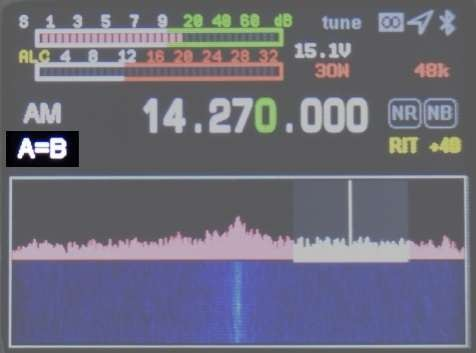 S 1 3 5 7 9 20 40 60 dB tune
ALC 4 8 12 16 20 24 28 32 15.1V
30W 48k
AM 14.270.000 NR NB
A=B RIT +40